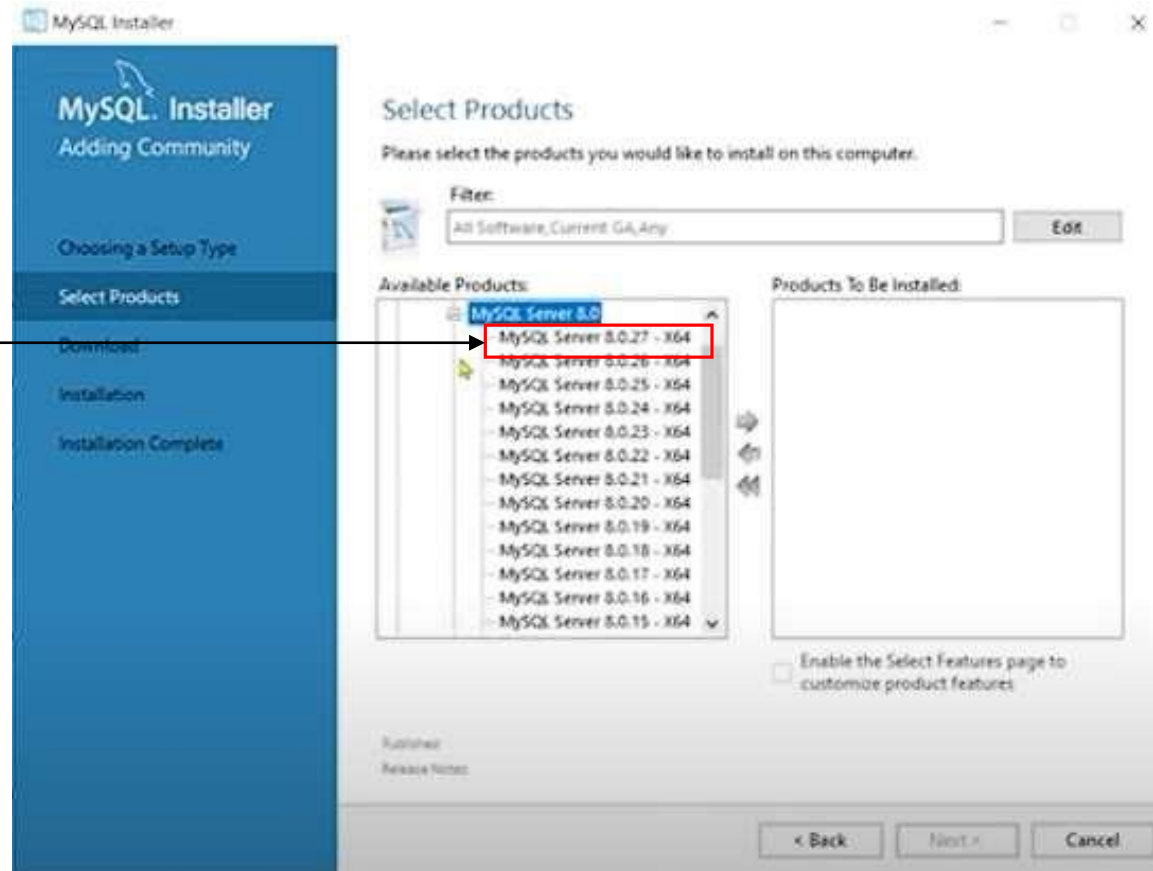 MySQL Installer
MySQL. Installer
Adding Community
Choosing a Setup Type
Select Products
Download
Installation
Installation Complete
Select Products
Please select the products you would like to install on this computer.
Filter:
All Software,Current GA,Any
Edit
Available Products:
MySQL Server 8.0
MySQL Server 8.0.27 - X64
MySQL Server 8.0.26 - X64
MySQL Server 8.0.25 - X64
MySQL Server 8.0.24 - X64
MySQL Server 8.0.23 - X64
MySQL Server 8.0.22 - X64
MySQL Server 8.0.21 - X64
MySQL Server 8.0.20 - X64
MySQL Server 8.0.19 - X64
MySQL Server 8.0.18 - X64
MySQL Server 8.0.17 - X64
MySQL Server 8.0.16 - X64
MySQL Server 8.0.15 - X64
Products To Be Installed:
Enable the Select Features page to
customize product features
Published:
Release Notes:
< Back
Next >
Cancel